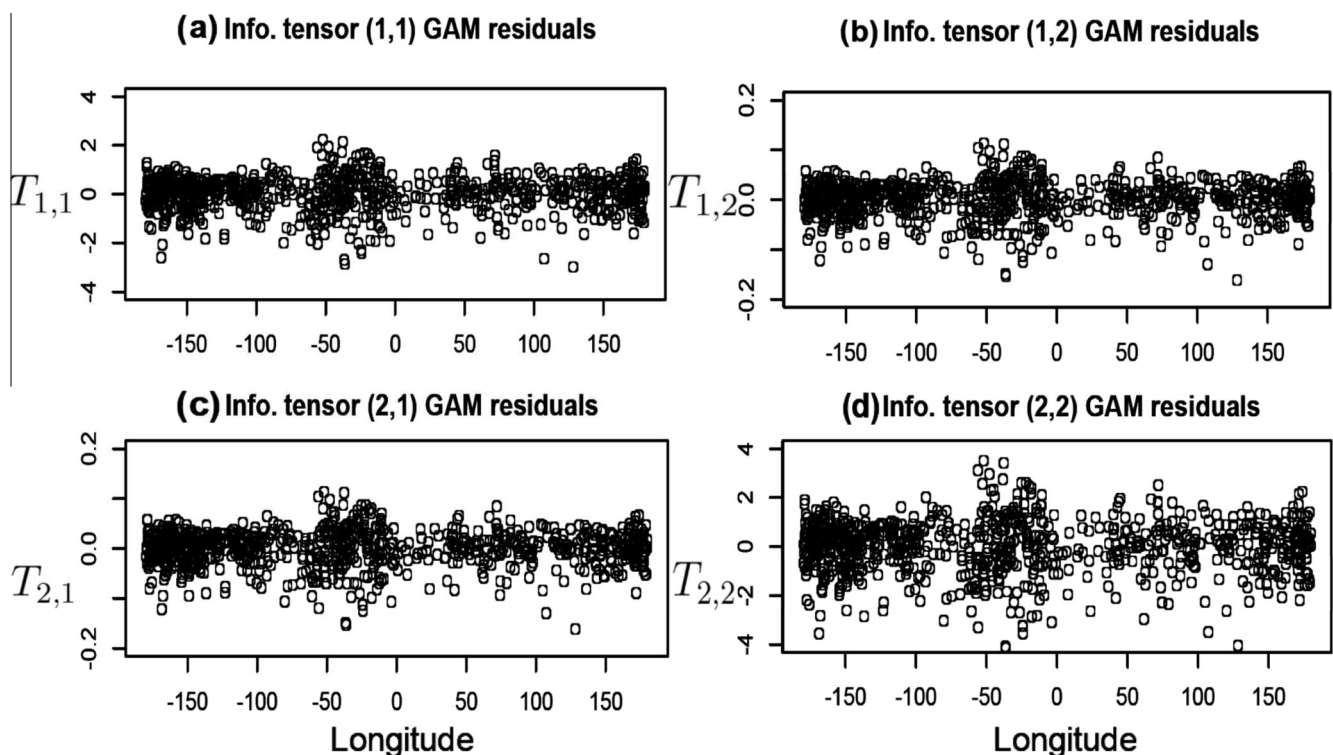 (a) Info. tensor (1,1) GAM residuals
(b) Info. tensor (1,2) GAM residuals
4
2
0
-2
-4
T1,1
-150 -100 -50 0 50 100 150
0.2
0.0
-0.2
T1,2
-150 -100 -50 0 50 100 150
(c) Info. tensor (2,1) GAM residuals
(d) Info. tensor (2,2) GAM residuals
0.2
0.0
-0.2
T2,1
-150 -100 -50 0 50 100 150
Longitude
4
2
0
-2
-4
T2,2
-150 -100 -50 0 50 100 150
Longitude